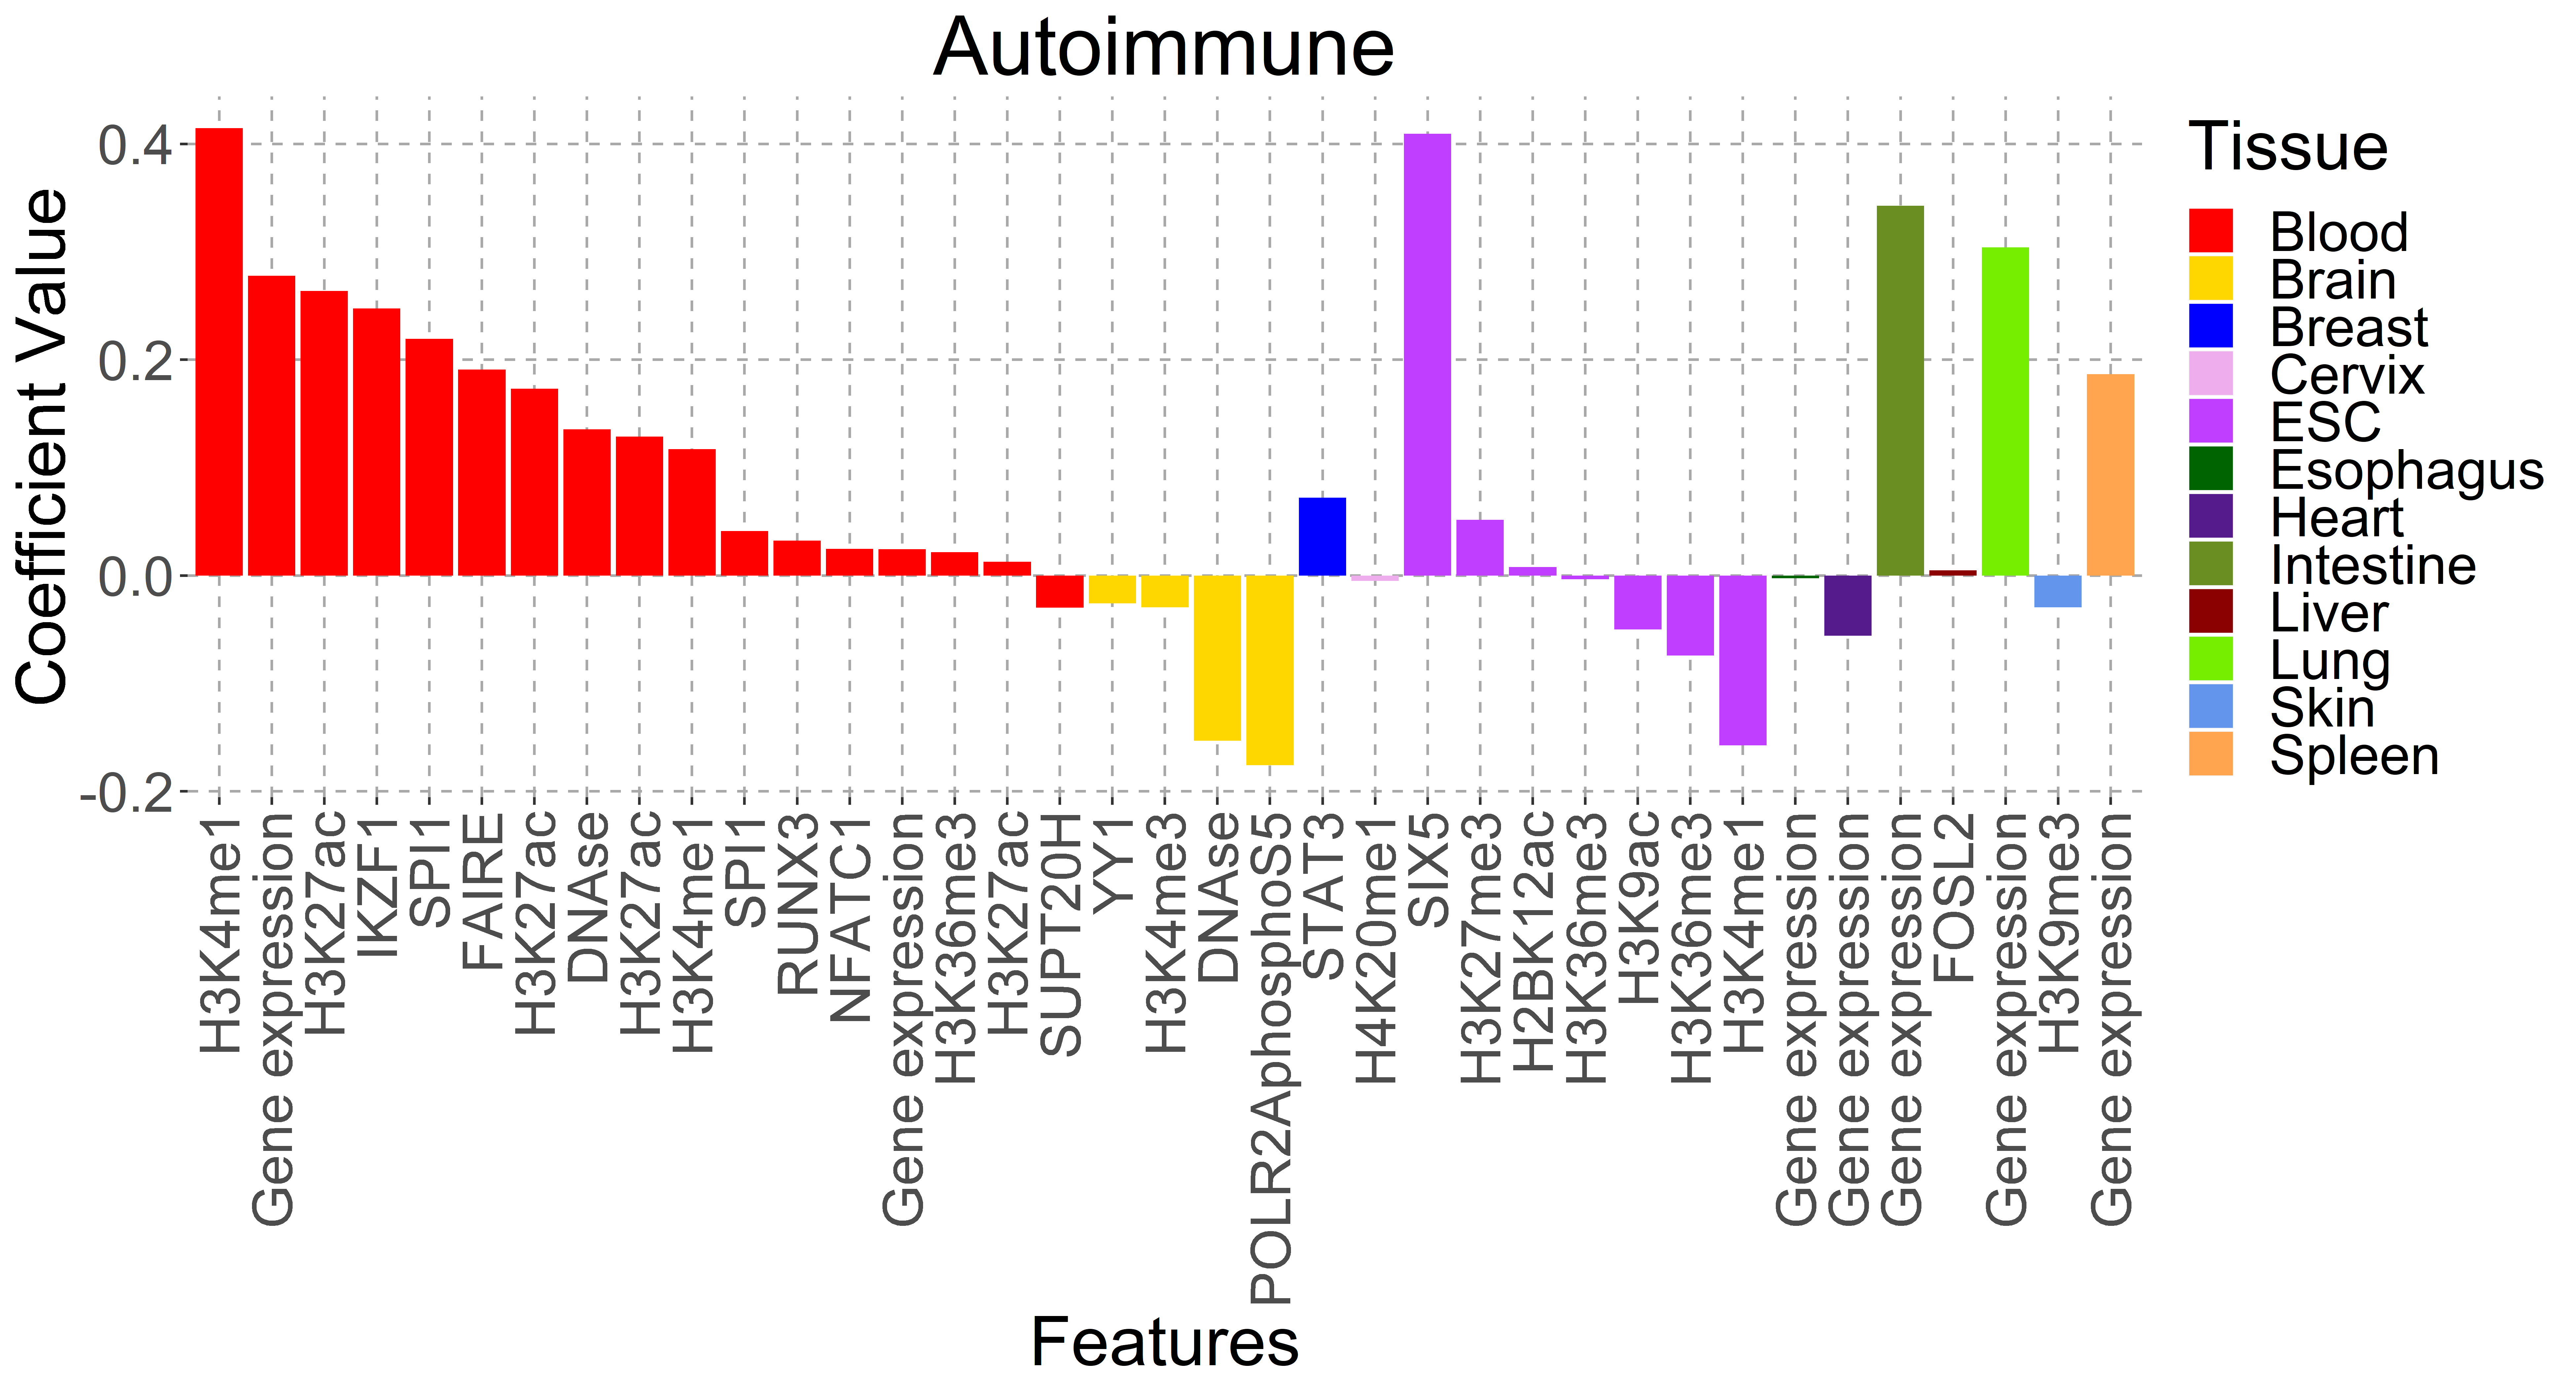 Autoimmune
Coefficient Value
0.4
0.2
0.0
-0.2
H3K4me1
Gene expression
H3K27ac
IKZF1
SPI1
FAIRE
H3K27ac
DNAse
H3K27ac
H3K4me1
SPI1
RUNX3
NFATC1
Gene expression
H3K36me3
H3K27ac
SUPT20H
YY1
H3K4me3
DNAse
POLR2AphosphoS5
STAT3
H4K20me1
SIX5
H3K27me3
H2BK12ac
H3K36me3
H3K9ac
H3K36me3
H3K4me1
Gene expression
Gene expression
Gene expression
FOSL2
Gene expression
H3K9me3
Gene expression
Features
Tissue
Blood
Brain
Breast
Cervix
ESC
Esophagus
Heart
Intestine
Liver
Lung
Skin
Spleen